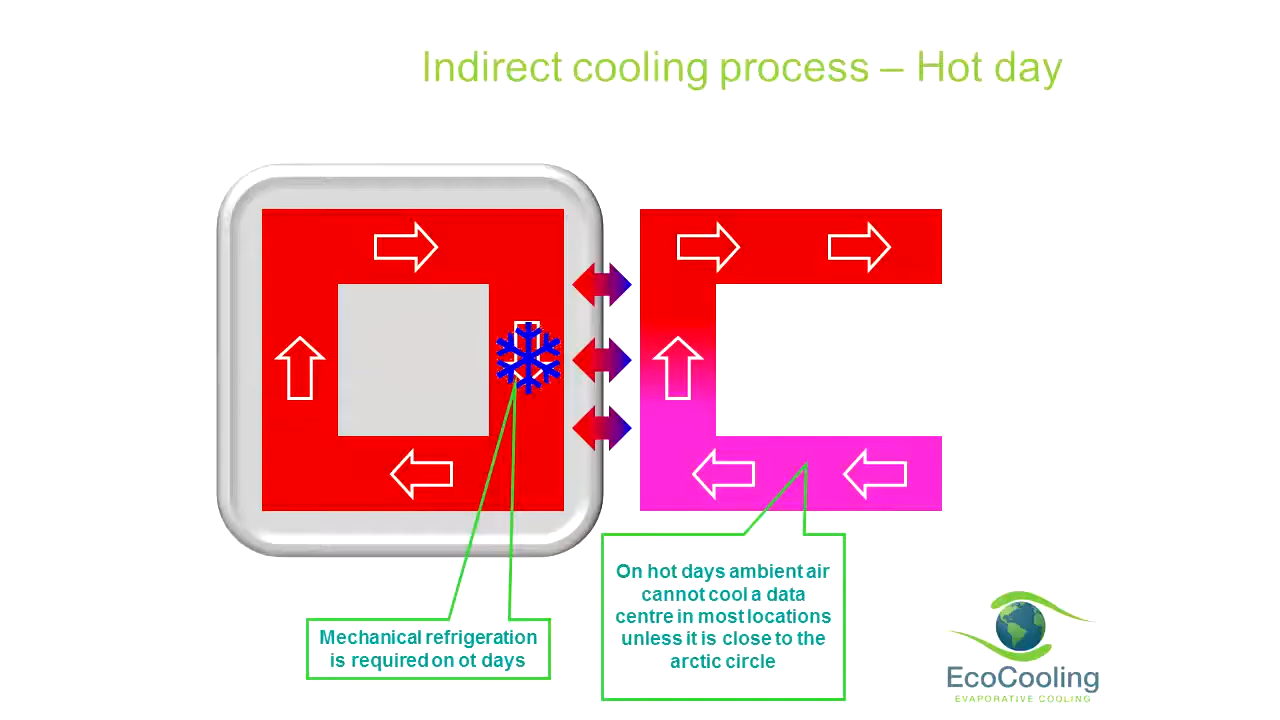 Indirect cooling process – Hot day
Mechanical refrigeration
is required on ot days
On hot days ambient air
cannot cool a data
centre in most locations
unless it is close to the
arctic circle
EcoCooling
EVAPORATIVE COOLING